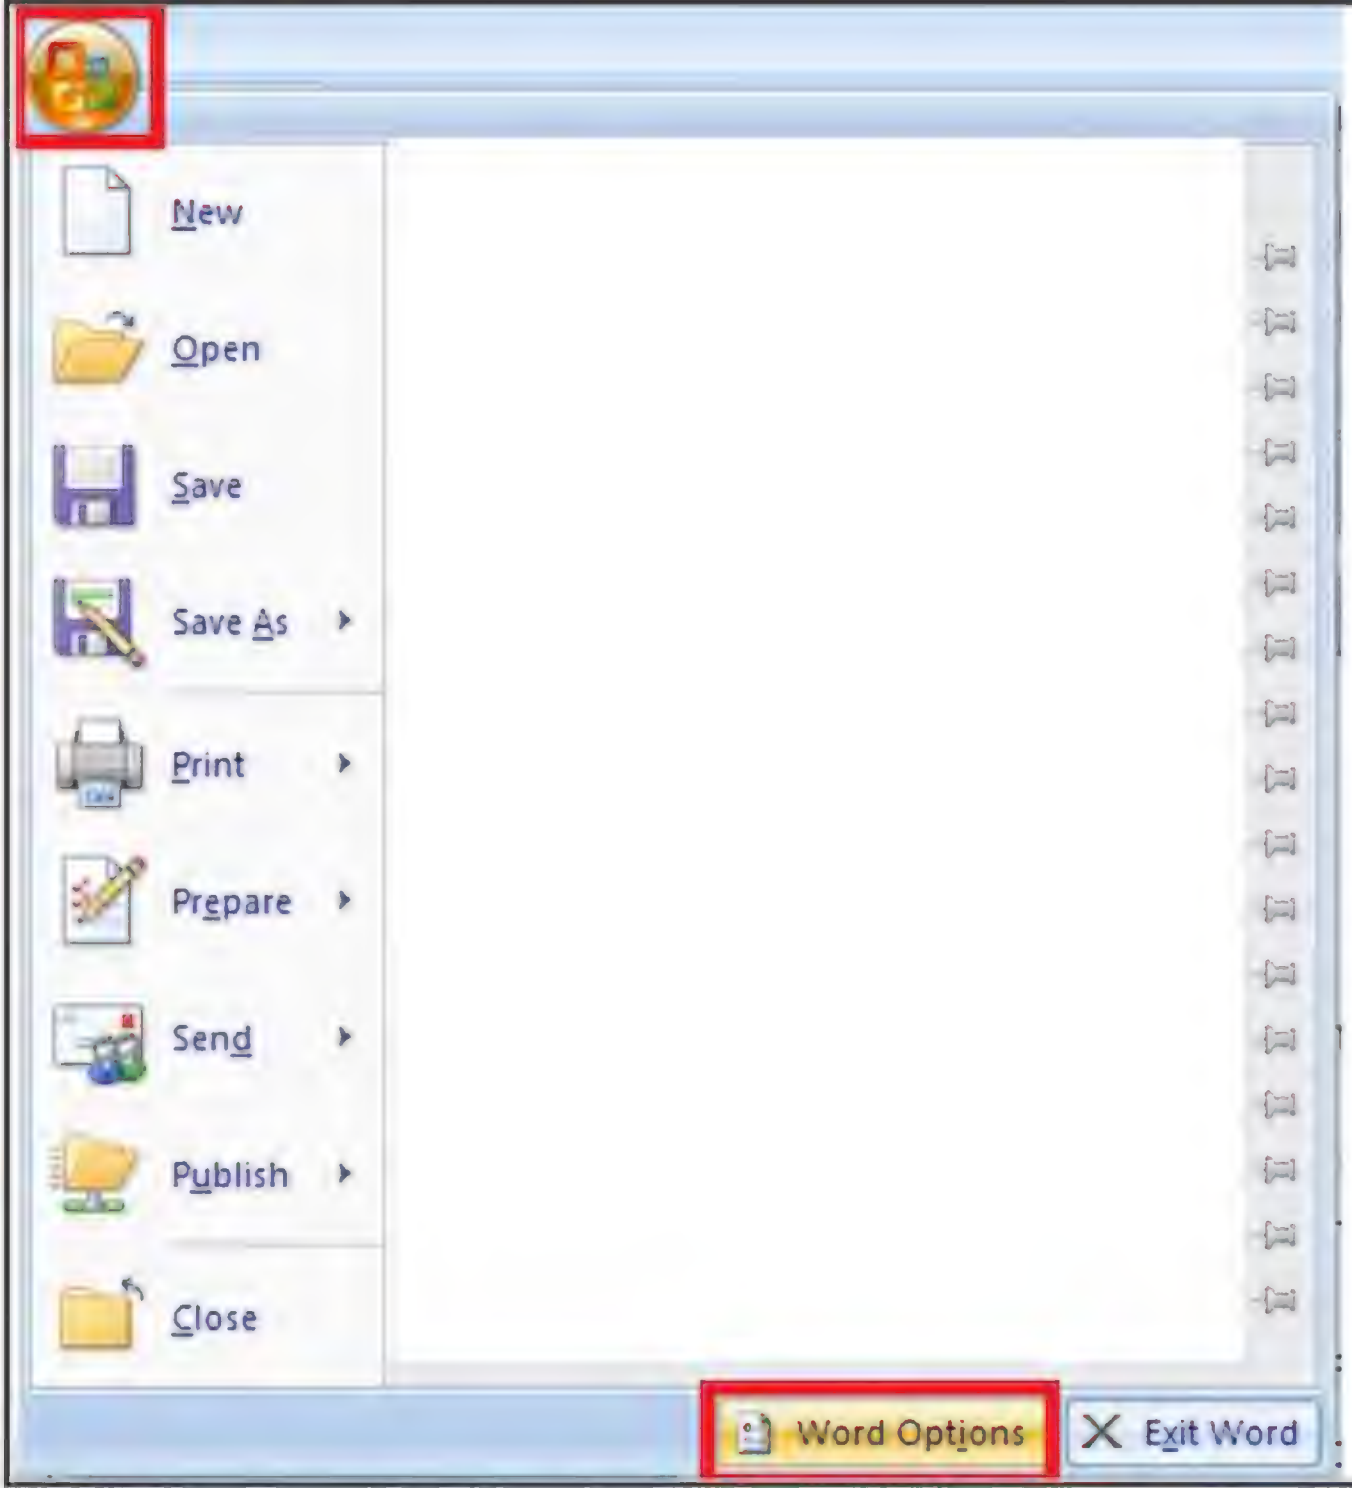 New
Open
Save
Save As
Print
Prepare
Send
Publish
Close
Word Options
Exit Word